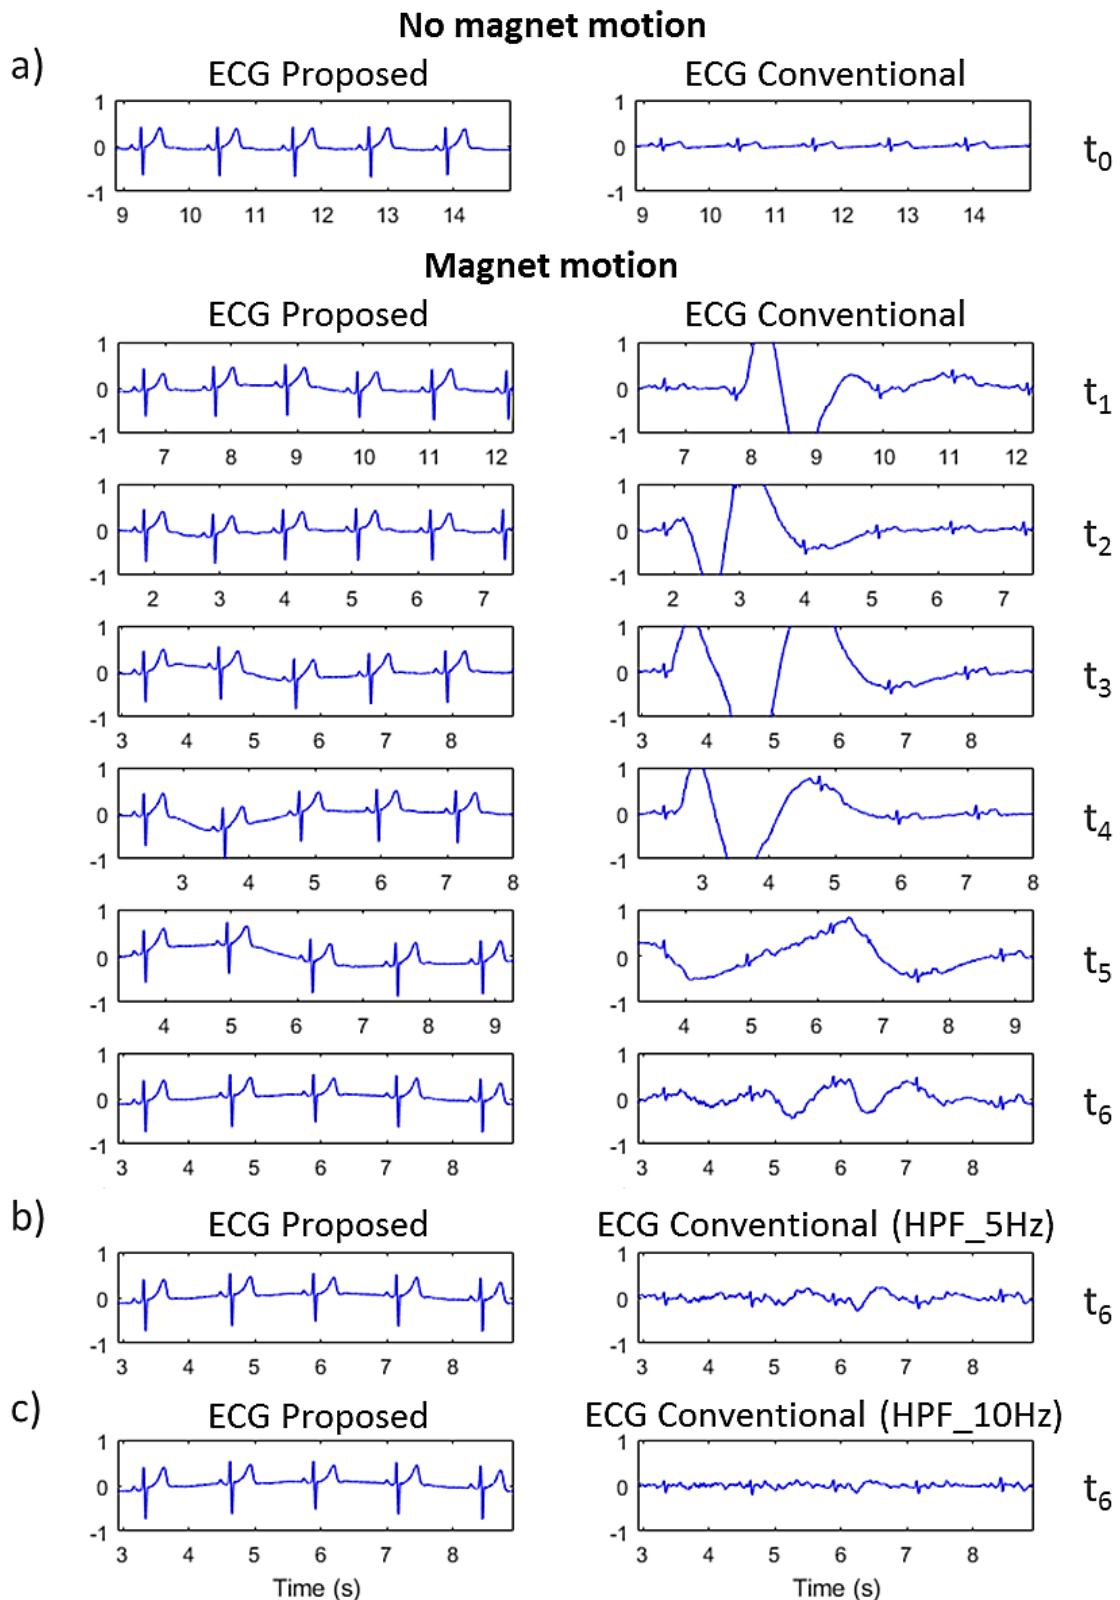 No magnet motion
a)
ECG Proposed ECG Conventional
1 1
0 0 t0
-1 -1
9 10 11 12 13 14 9 10 11 12 13 14
Magnet motion
ECG Proposed ECG Conventional
1 1
0 0 t1
-1 -1
7 8 9 10 11 12 7 8 9 10 11 12
1 1
0 0 t2
-1 -1
2 3 4 5 6 7 2 3 4 5 6 7
1 1
0 0 t3
-1 -1
3 4 5 6 7 8 3 4 5 6 7 8
1 1
0 0 t4
-1 -1
3 4 5 6 7 8 3 4 5 6 7 8
1 1
0 0 t5
-1 -1
4 5 6 7 8 9 4 5 6 7 8 9
1 1
0 0 t6
-1 -1
3 4 5 6 7 8 3 4 5 6 7 8
b)
ECG Proposed ECG Conventional (HPF_5Hz)
1 1
0 0 t6
-1 -1
3 4 5 6 7 8 3 4 5 6 7 8
c)
ECG Proposed ECG Conventional (HPF_10Hz)
1 1
0 0 t6
-1 -1
3 4 5 6 7 8 3 4 5 6 7 8
Time (s) Time (s)